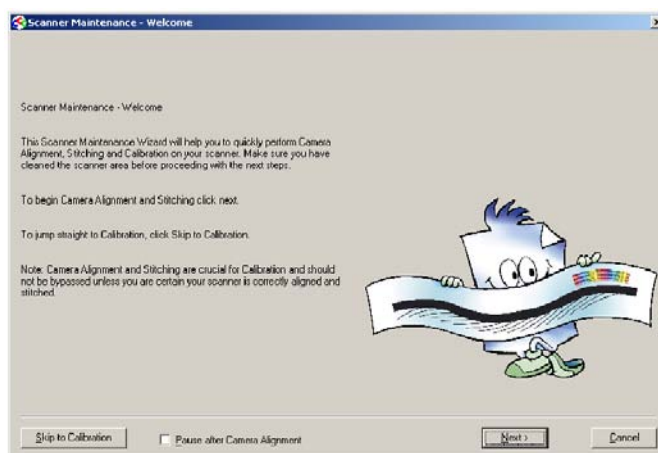 Scanner Maintenance - Welcome
Scanner Maintenance - Welcome
This Scanner Maintenance Wizard will help you to quickly perform Camera
Alignment, Stitching and Calibration on your scanner. Make sure you have
cleaned the scanner area before proceeding with the next steps.
To begin Camera Alignment and Stitching click next.
To jump straight to Calibration, click Skip to Calibration.
Note: Camera Alignment and Stitching are crucial for Calibration and should
not be bypassed unless you are certain your scanner is correctly aligned and
stitched.
Skip to Calibration
Pause after Camera Alignment
Next >
Cancel